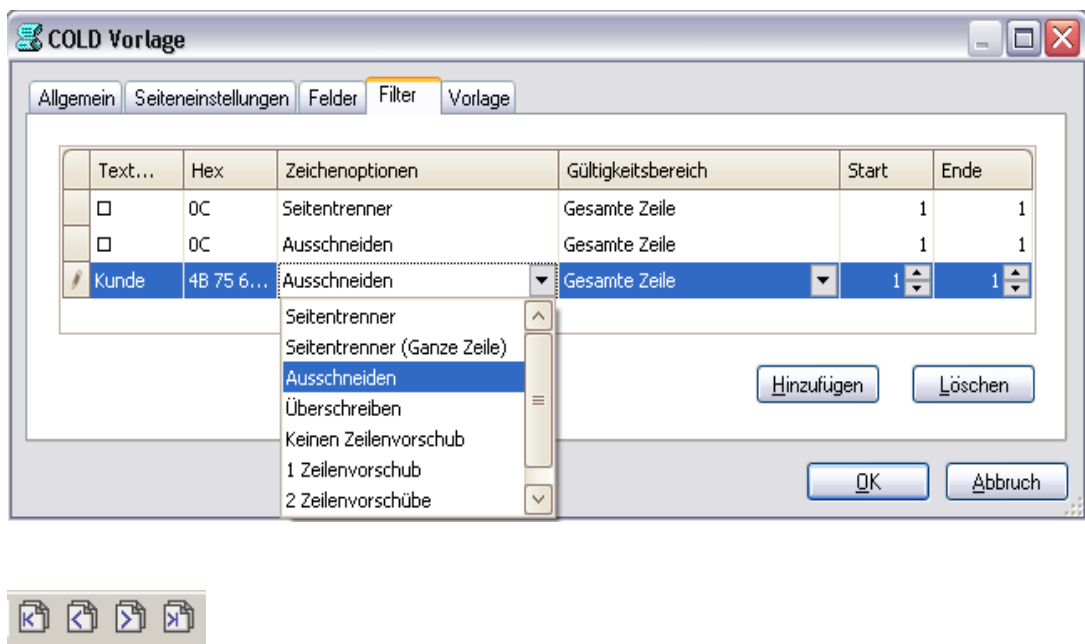 COLD Vorlage
Allgemein Seiteneinstellungen Felder Filter Vorlage
Text... Hex Zeichenoptionen Gültigkeitsbereich Start Ende
0C Seitentrenner Gesamte Zeile 1 1
0C Ausschneiden Gesamte Zeile 1 1
Kunde 4B 75 6... Ausschneiden Gesamte Zeile 1 1
Seitentrenner
Seitentrenner (Ganze Zeile)
Ausschneiden
Überschreiben
Keinen Zeilenvorschub
1 Zeilenvorschub
2 Zeilenvorschübe
Hinzufügen Löschen
OK Abbruch